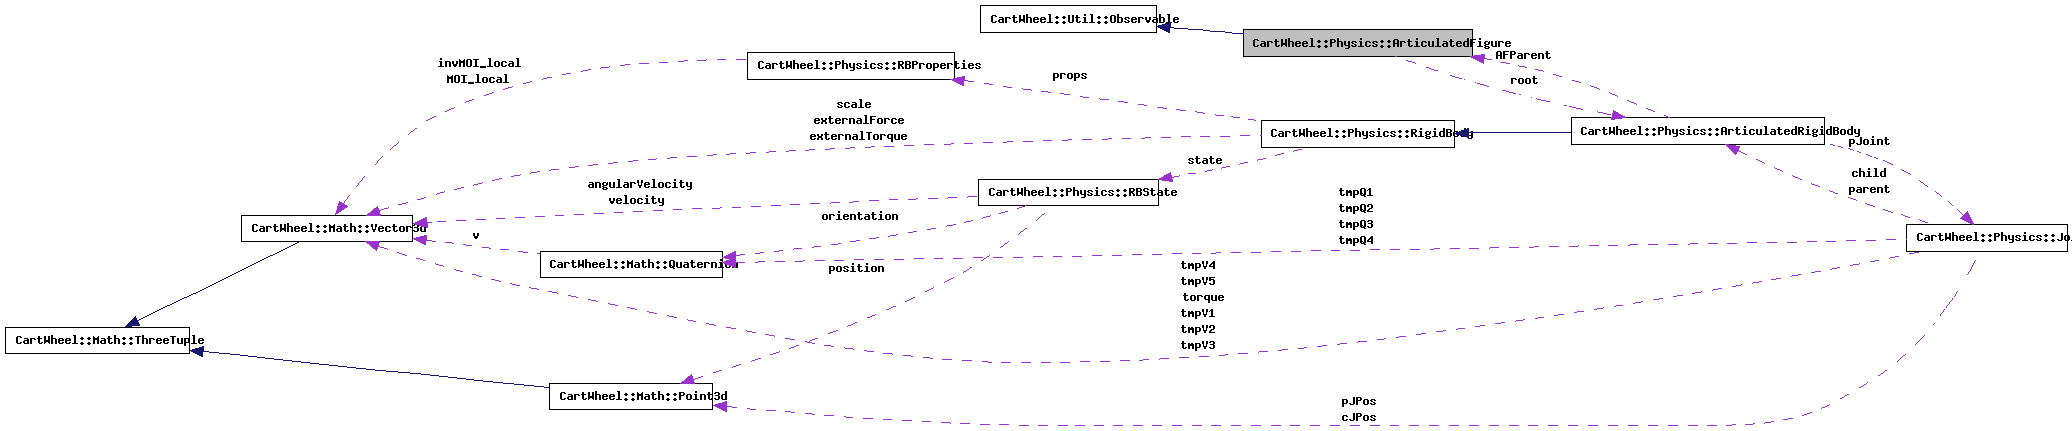 CartWheel::Util::Observable
CartWheel::Physics::ArticulatedFigure
AFParent
invMOI_local
MOI_local
CartWheel::Physics::RBProperties
props
root
scale
externalForce
externalTorque
CartWheel::Physics::RigidBody
CartWheel::Physics::ArticulatedRigidBody
pJoint
state
child
parent
angularVelocity
velocity
CartWheel::Physics::RBState
tmpQ1
tmpQ2
tmpQ3
tmpQ4
orientation
CartWheel::Math::Vector3d
v
CartWheel::Physics::Jo
CartWheel::Math::Quaternion
position
tmpV4
tmpV5
torque
tmpV1
tmpV2
tmpV3
CartWheel::Math::ThreeTuple
CartWheel::Math::Point3d
pJPos
cJPos